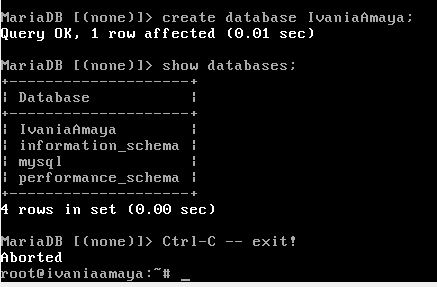 MariaDB [(none)]> create database IvaniaAmaya;
Query OK, 1 row affected (0.01 sec)
MariaDB [(none)]> show databases;
+--------------------+
| Database           |
+--------------------+
| IvaniaAmaya        |
| information_schema |
| mysql              |
| performance_schema |
+--------------------+
4 rows in set (0.00 sec)
MariaDB [(none)]> Ctrl-C -- exit!
Aborted
root@ivaniaamaya:~# _